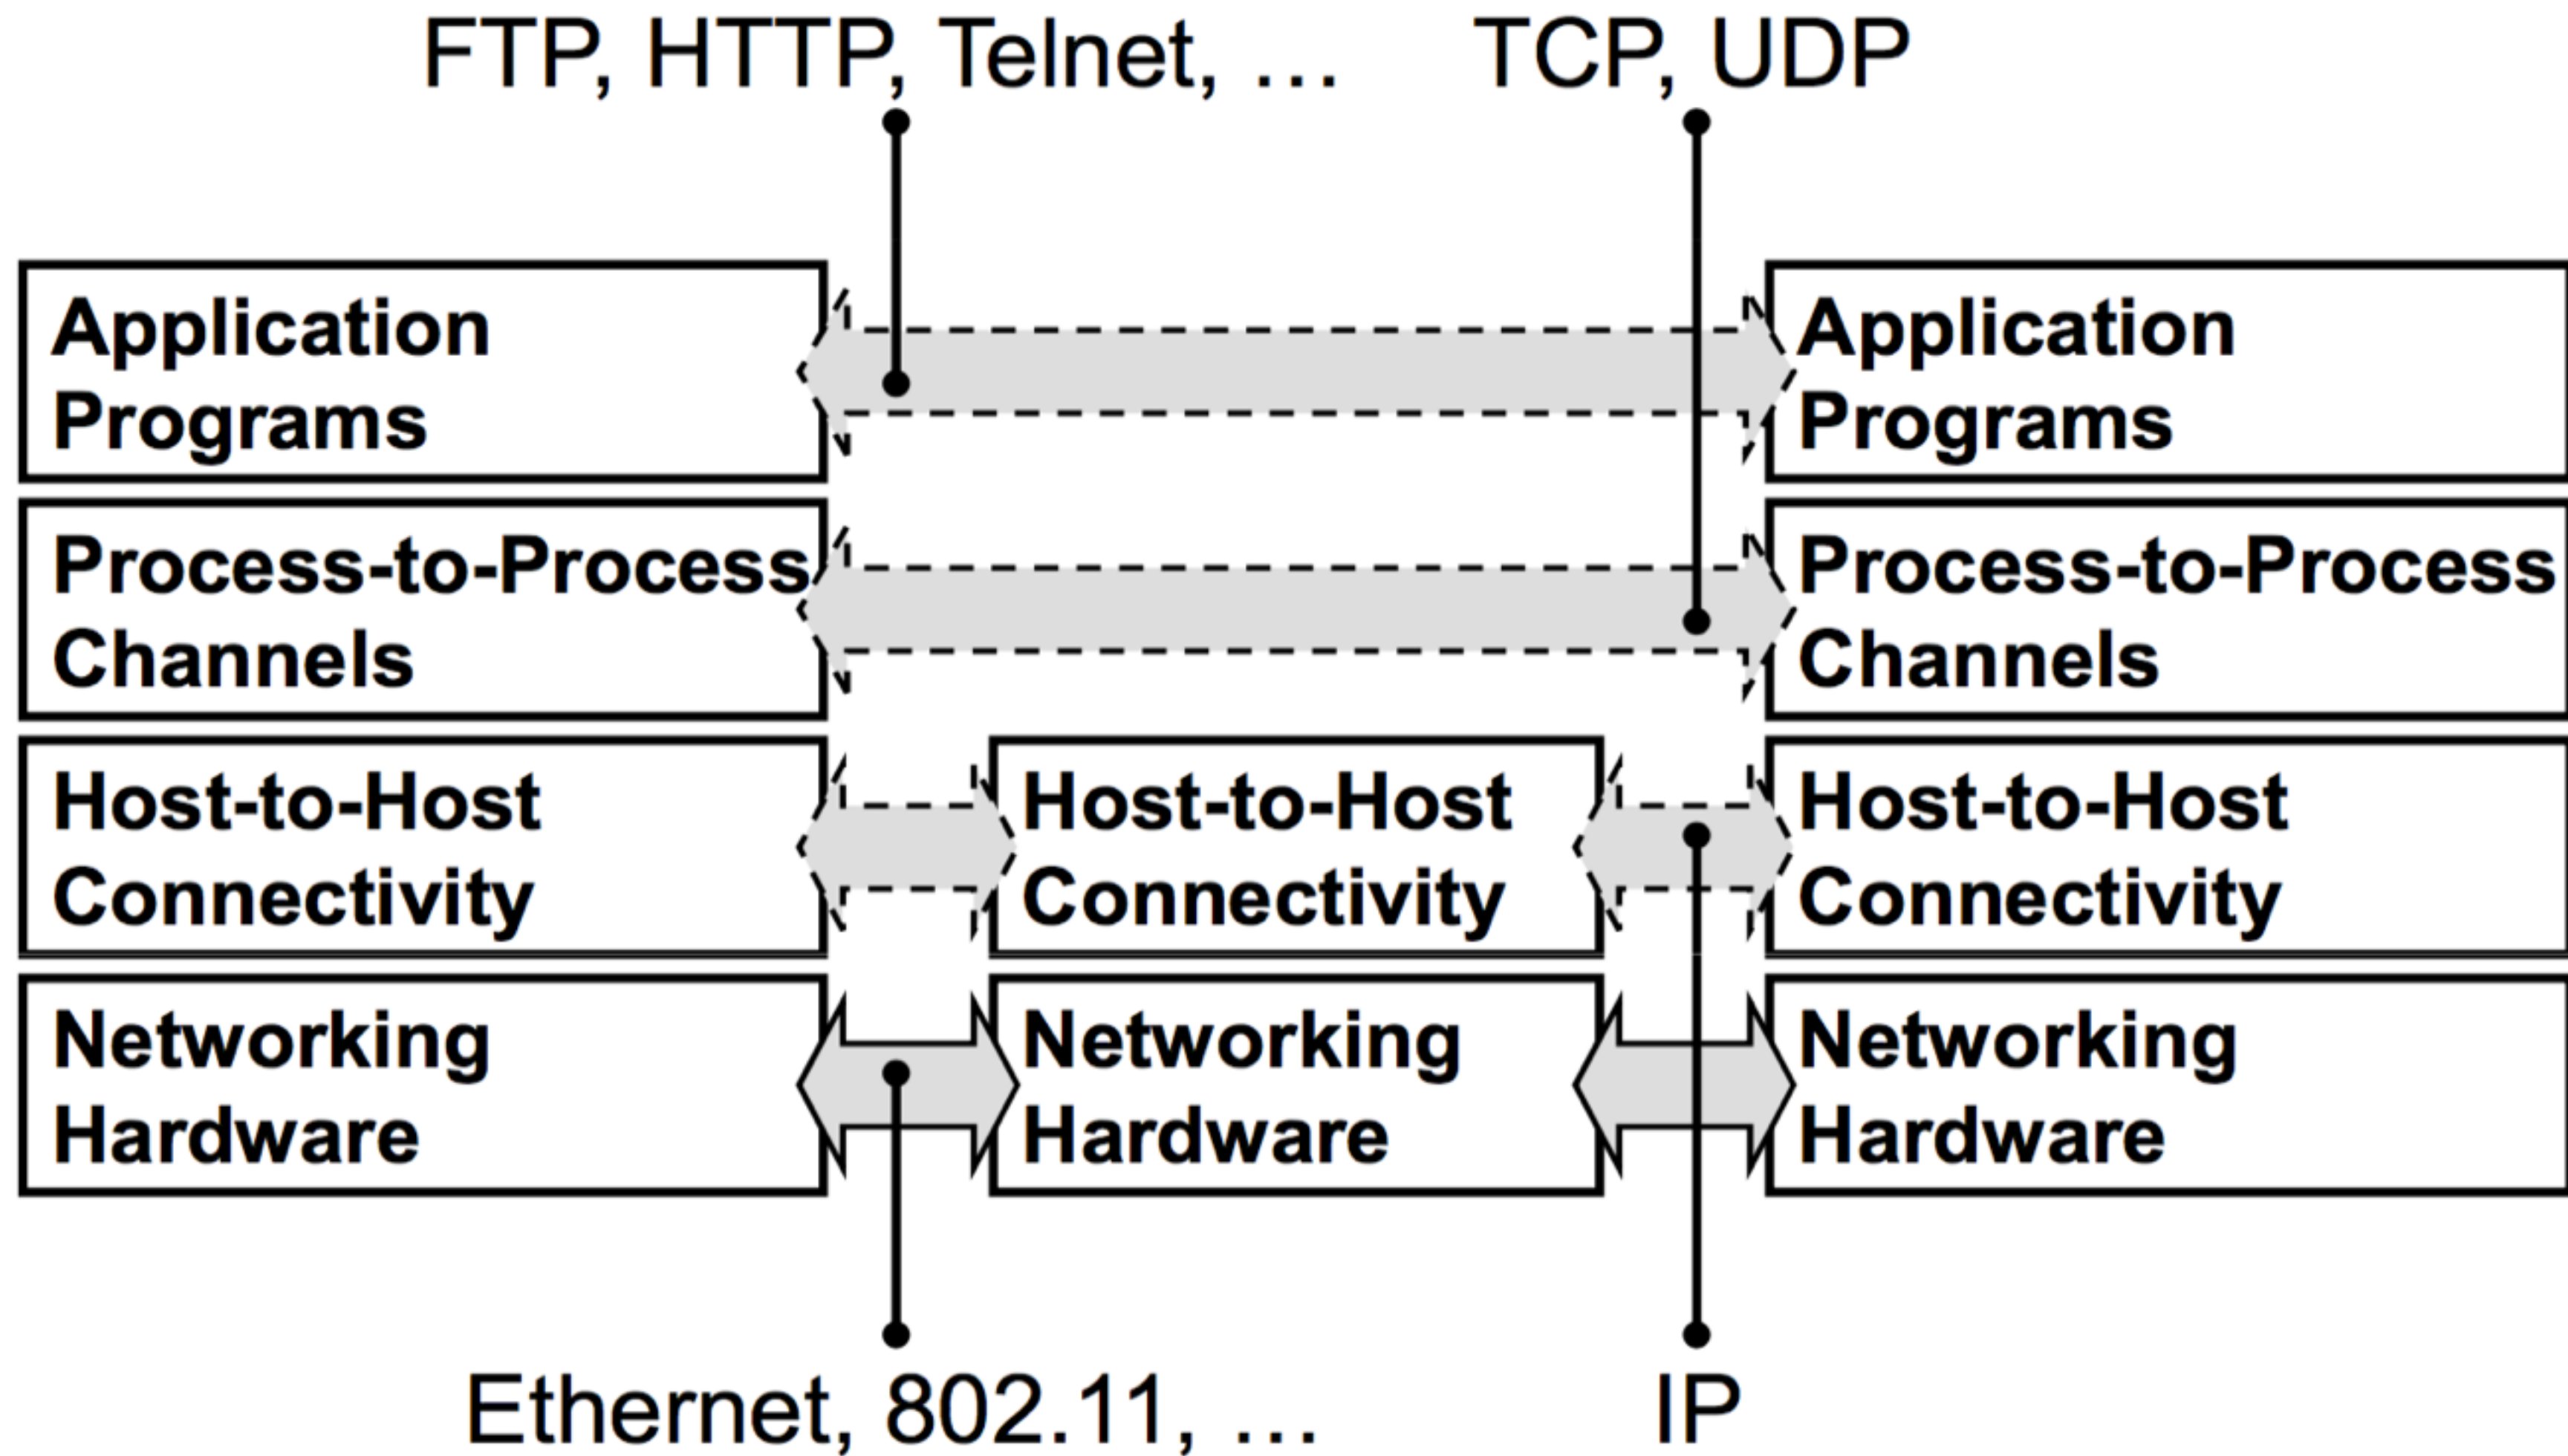 FTP, HTTP, Telnet, …
TCP, UDP
Application
Programs
Application
Programs
Process-to-Process
Channels
Process-to-Process
Channels
Host-to-Host
Connectivity
Host-to-Host
Connectivity
Host-to-Host
Connectivity
Networking
Hardware
Networking
Hardware
Networking
Hardware
Ethernet, 802.11, …
IP